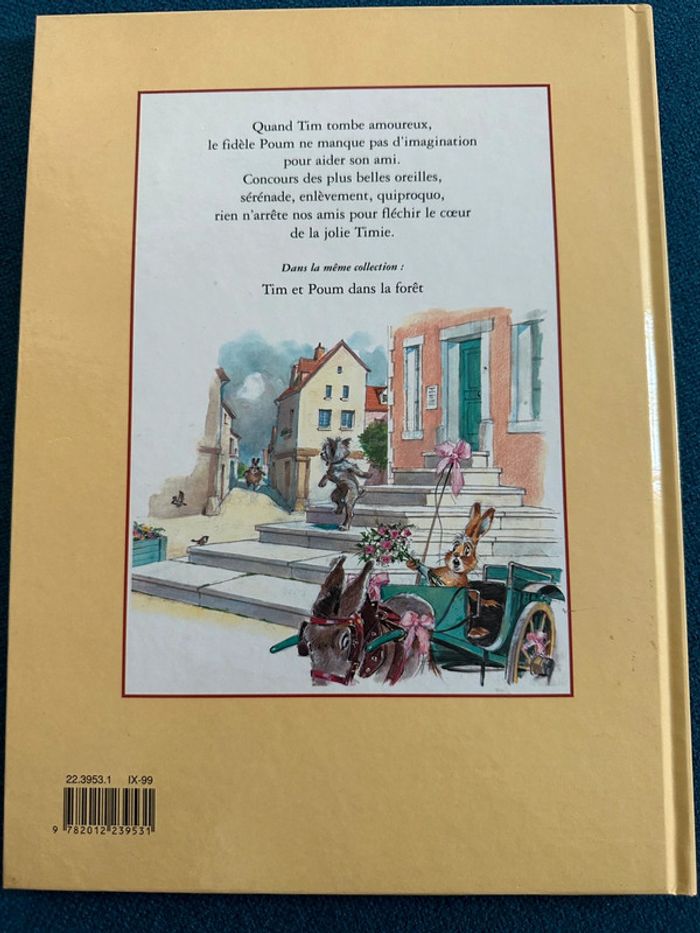 Quand Tim tombe amoureux,
le fidèle Poum ne manque pas d'imagination
pour aider son ami.
Concours des plus belles oreilles,
sérénade, enlèvement, quiproquo,
rien n'arrête nos amis pour fléchir le cœur
de la jolie Timie.
Dans la même collection :
Tim et Poum dans la forêt
22.3953.1 IX-99
9 782012 239531